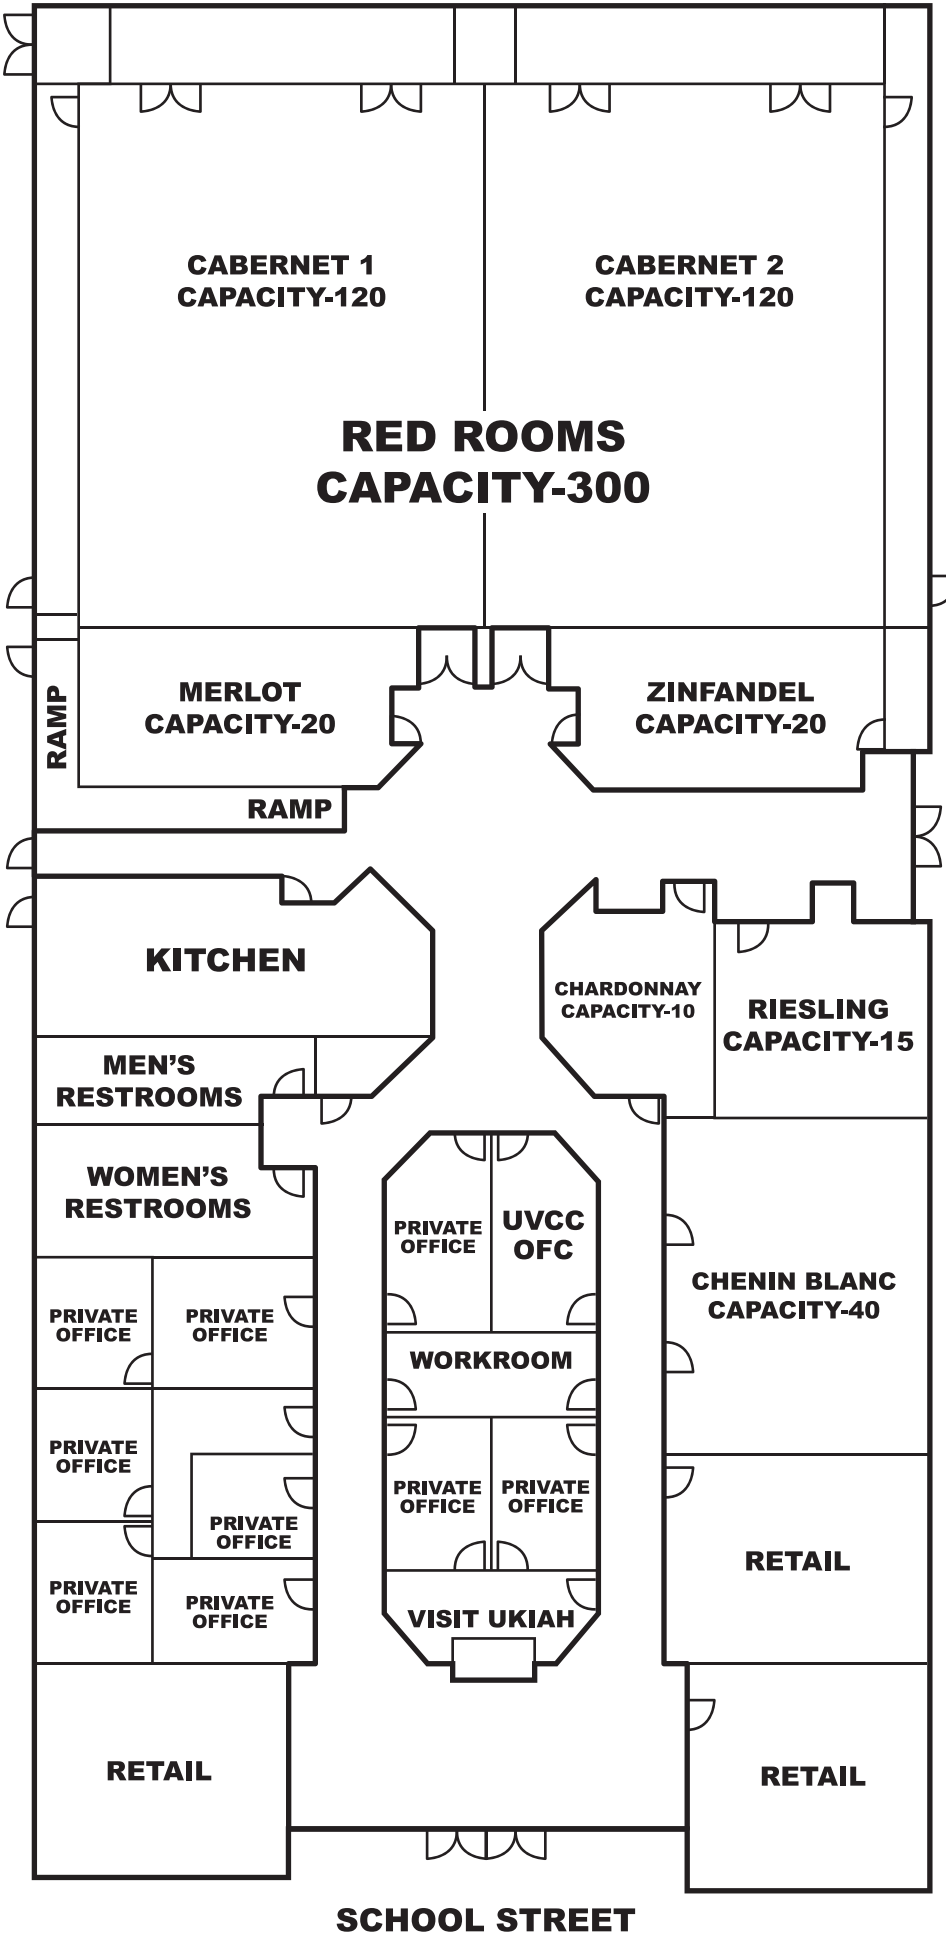 CABERNET 1
CAPACITY-120
CABERNET 2
CAPACITY-120
RED ROOMS
CAPACITY-300
RAMP
MERLOT
CAPACITY-20
ZINFANDEL
CAPACITY-20
RAMP
KITCHEN
CHARDONNAY
CAPACITY-10
RIESLING
CAPACITY-15
MEN'S
RESTROOMS
WOMEN'S
RESTROOMS
PRIVATE
OFFICE
UVCC
OFC
CHENIN BLANC
CAPACITY-40
PRIVATE
OFFICE
PRIVATE
OFFICE
WORKROOM
PRIVATE
OFFICE
PRIVATE
OFFICE
PRIVATE
OFFICE
PRIVATE
OFFICE
RETAIL
PRIVATE
OFFICE
PRIVATE
OFFICE
VISIT UKIAH
RETAIL
RETAIL
SCHOOL STREET